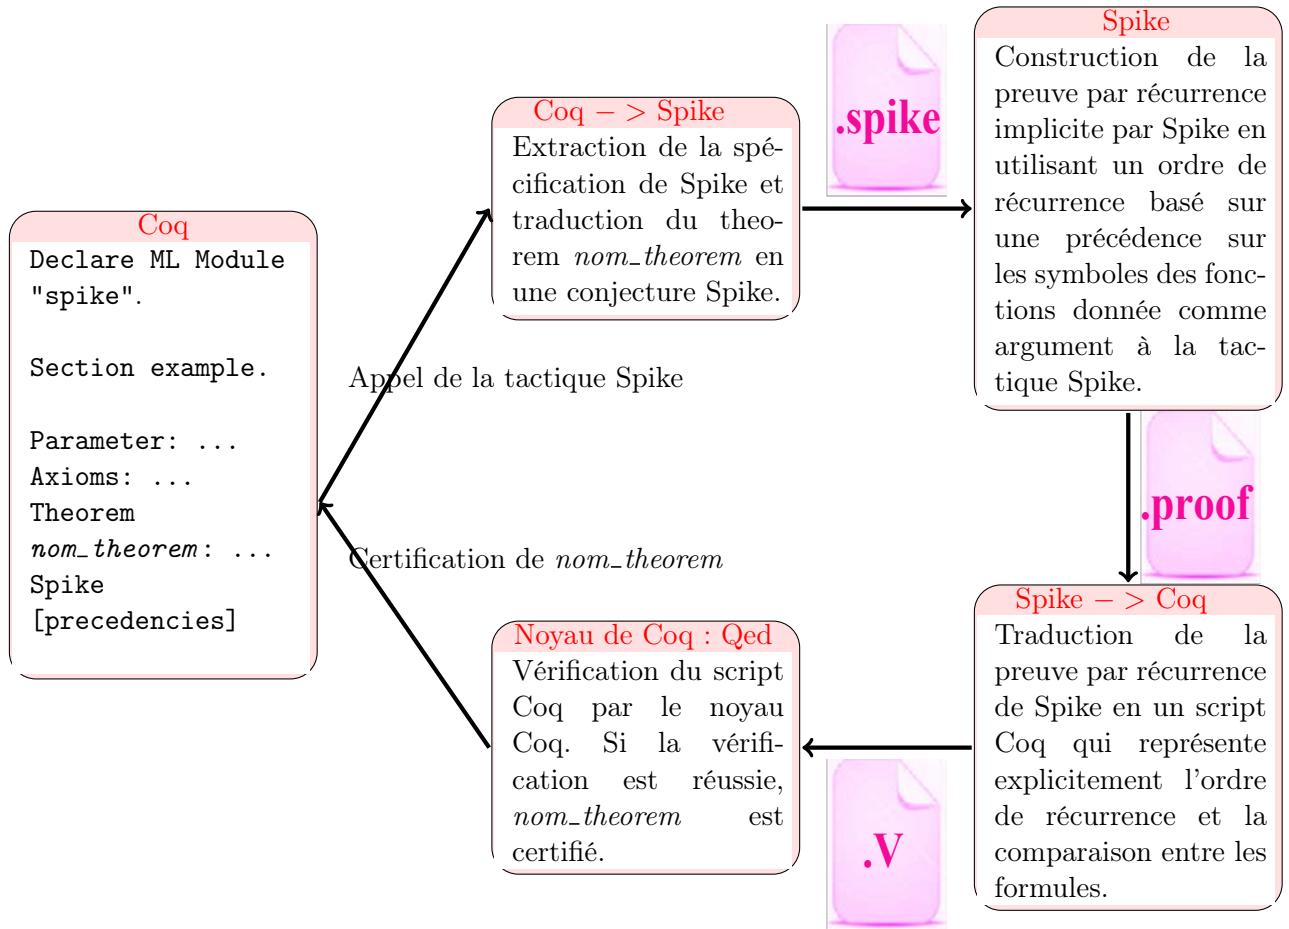 Coq
Declare ML Module
"spike".
Section example.
Parameter: ...
Axioms: ...
Theorem
nom_theorem: ...
Spike
[precedencies]
Appel de la tactique Spike
Coq − > Spike
Extraction de la spé-
cification de Spike et
traduction du theo-
rem nom_theorem en
une conjecture Spike.
.spike
Spike
Construction de la
preuve par récurrence
implicite par Spike en
utilisant un ordre de
récurrence basé sur
une précédence sur
les symboles des fonc-
tions donnée comme
argument à la tac-
tique Spike.
.proof
Spike − > Coq
Traduction de la
preuve par récurrence
de Spike en un script
Coq qui représente
explicitement l'ordre
de récurrence et la
comparaison entre les
formules.
.V
Noyau de Coq : Qed
Vérification du script
Coq par le noyau
Coq. Si la vérifi-
cation est réussie,
nom_theorem est
certifié.
Certification de nom_theorem